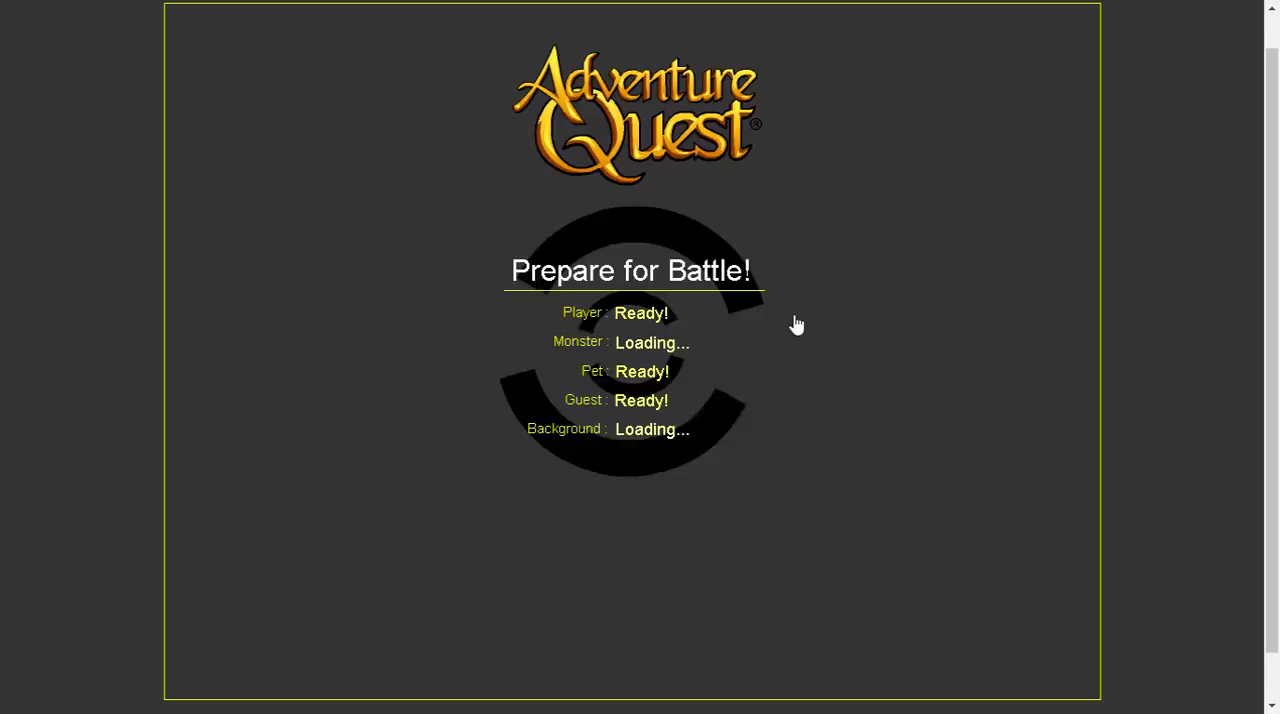 Adventure
Quest®
Prepare for Battle!
Player : Ready!
Monster : Loading...
Pet : Ready!
Guest : Ready!
Background : Loading...